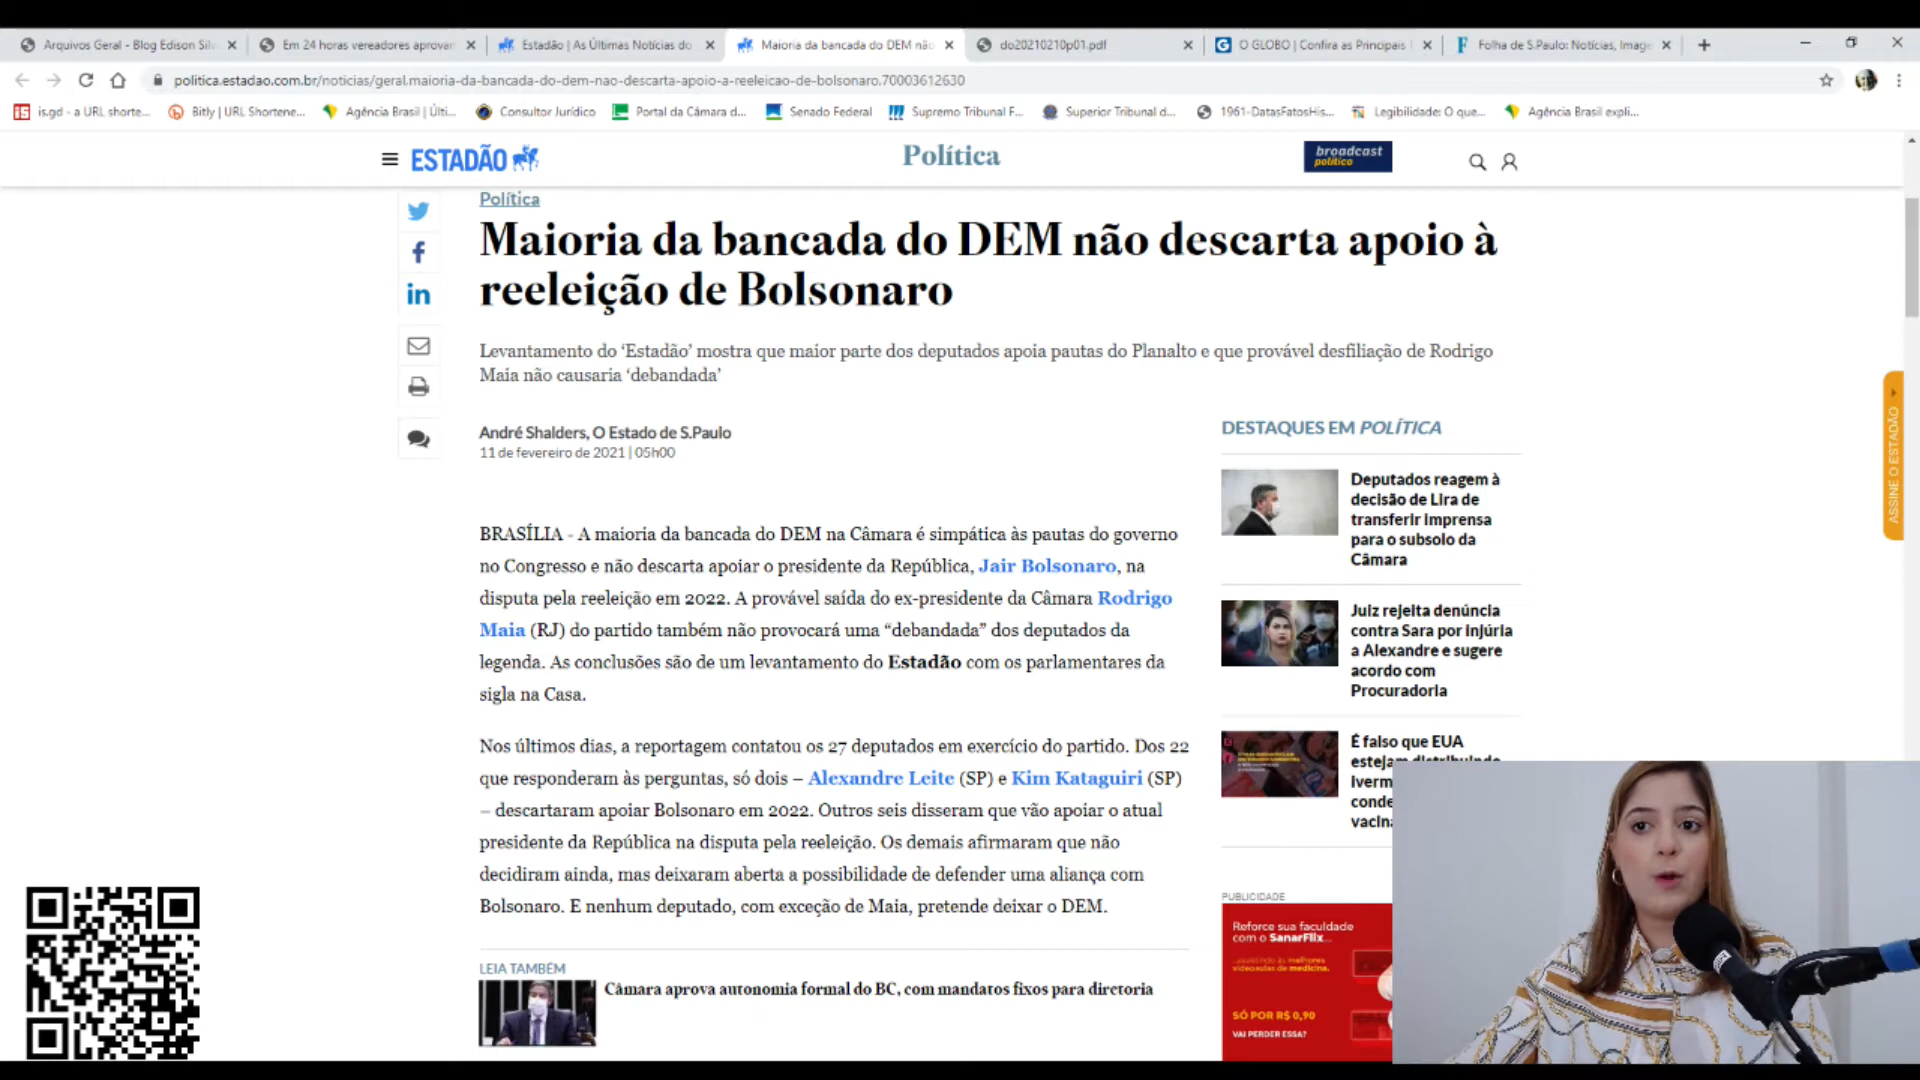 Arquivos Geral - Blog Edison Silv
Em 24 horas vereadores aprovam
Estadão | As Últimas Notícias do
Maioria da bancada do DEM não
do20210210p01.pdf
O GLOBO | Confira as Principais
Folha de S.Paulo: Notícias, Image
politica.estadao.com.br/noticias/geral,maioria-da-bancada-do-dem-nao-descarta-apoio-a-reeleicao-de-bolsonaro,70003612630
is.gd - a URL shorte...
Bitly | URL Shortene...
Agência Brasil | Últi...
Consultor Jurídico
Portal da Câmara d...
Senado Federal
Supremo Tribunal F...
Superior Tribunal d...
1961-DatasFatosHis...
Legibilidade: O que...
Agência Brasil expli...
ESTADÃO
Política
broadcast
político
Política
Maioria da bancada do DEM não descarta apoio à
reeleição de Bolsonaro
Levantamento do ‘Estadão’ mostra que maior parte dos deputados apoia pautas do Planalto e que provável desfiliação de Rodrigo
Maia não causaria ‘debandada’
André Shalders, O Estado de S.Paulo
11 de fevereiro de 2021 | 05h00
BRASÍLIA - A maioria da bancada do DEM na Câmara é simpática às pautas do governo
no Congresso e não descarta apoiar o presidente da República, Jair Bolsonaro, na
disputa pela reeleição em 2022. A provável saída do ex-presidente da Câmara Rodrigo
Maia (RJ) do partido também não provocará uma “debandada” dos deputados da
legenda. As conclusões são de um levantamento do Estadão com os parlamentares da
sigla na Casa.
Nos últimos dias, a reportagem contatou os 27 deputados em exercício do partido. Dos 22
que responderam às perguntas, só dois – Alexandre Leite (SP) e Kim Kataguiri (SP)
– descartaram apoiar Bolsonaro em 2022. Outros seis disseram que vão apoiar o atual
presidente da República na disputa pela reeleição. Os demais afirmaram que não
decidiram ainda, mas deixaram aberta a possibilidade de defender uma aliança com
Bolsonaro. E nenhum deputado, com exceção de Maia, pretende deixar o DEM.
LEIA TAMBÉM
Câmara aprova autonomia formal do BC, com mandatos fixos para diretoria
DESTAQUES EM POLÍTICA
Deputados reagem à
decisão de Lira de
transferir imprensa
para o subsolo da
Câmara
Juiz rejeita denúncia
contra Sara por injúria
a Alexandre e sugere
acordo com
Procuradoria
É falso que EUA
estejam distribuindo
Iverm
conde
vacina
PUBLICIDADE
Reforce sua faculdade
com o SanarFlix...
...assistindo às melhores
videoaulas de medicina.
SÓ POR R$ 0,90
VAI PERDER ESSA?
ASSINE O ESTADÃO